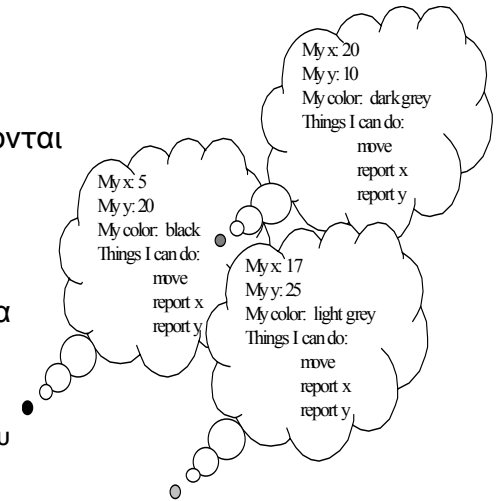 My x: 20
My y: 10
My color: dark grey
Things I can do:
move
report x
report y
My x: 5
My y: 20
My color: black
Things I can do:
move
report x
report y
My x: 17
My y: 25
My color: light grey
Things I can do:
move
report x
report y